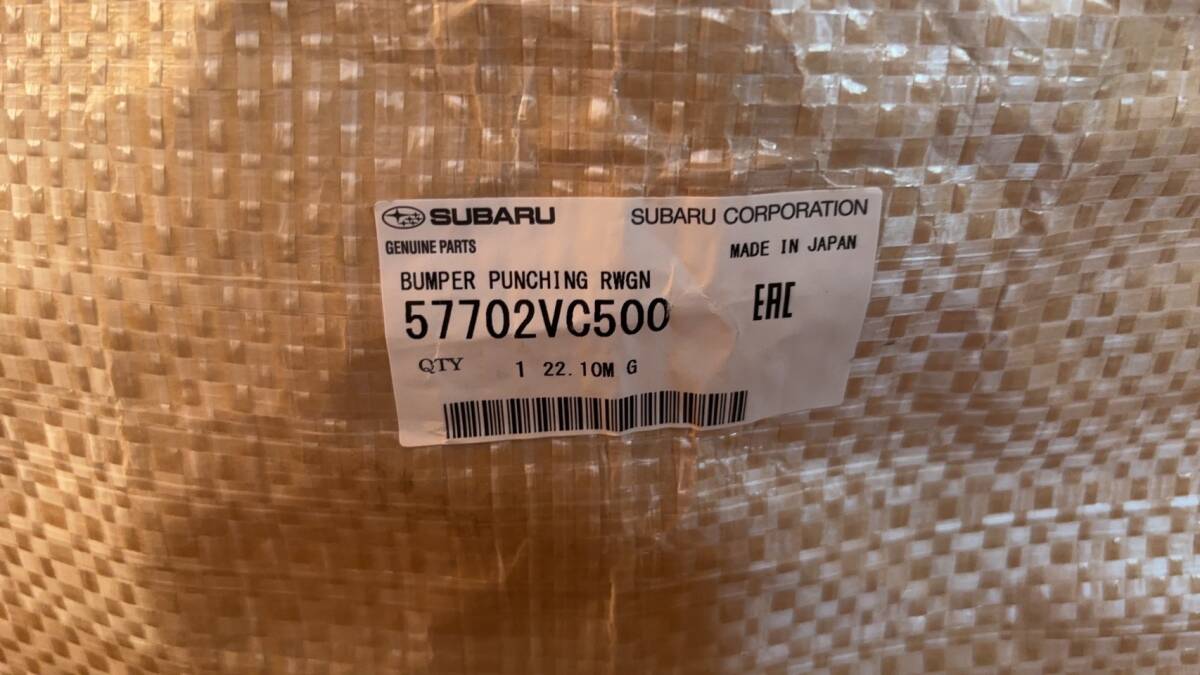 SUBARU SUBARU CORPORATION
GENUINE PARTS MADE IN JAPAN
BUMPER PUNCHING RWGN
57702VC500 EAC
QTY 1 22.10M G